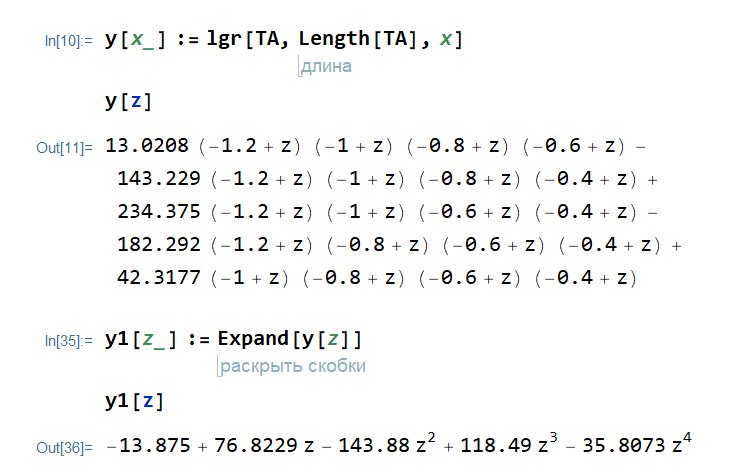 In[10]:= y[x_] := lgr[TA, Length[TA], x]
длина
y[z]
Out[11]= 13.0208 (-1.2 + z) (-1 + z) (-0.8 + z) (-0.6 + z) -
143.229 (-1.2 + z) (-1 + z) (-0.8 + z) (-0.4 + z) +
234.375 (-1.2 + z) (-1 + z) (-0.6 + z) (-0.4 + z) -
182.292 (-1.2 + z) (-0.8 + z) (-0.6 + z) (-0.4 + z) +
42.3177 (-1 + z) (-0.8 + z) (-0.6 + z) (-0.4 + z)
In[35]:= y1[z_] := Expand[y[z]]
раскрыть скобки
y1[z]
Out[36]= -13.875 + 76.8229 z - 143.88 z² + 118.49 z³ - 35.8073 z⁴